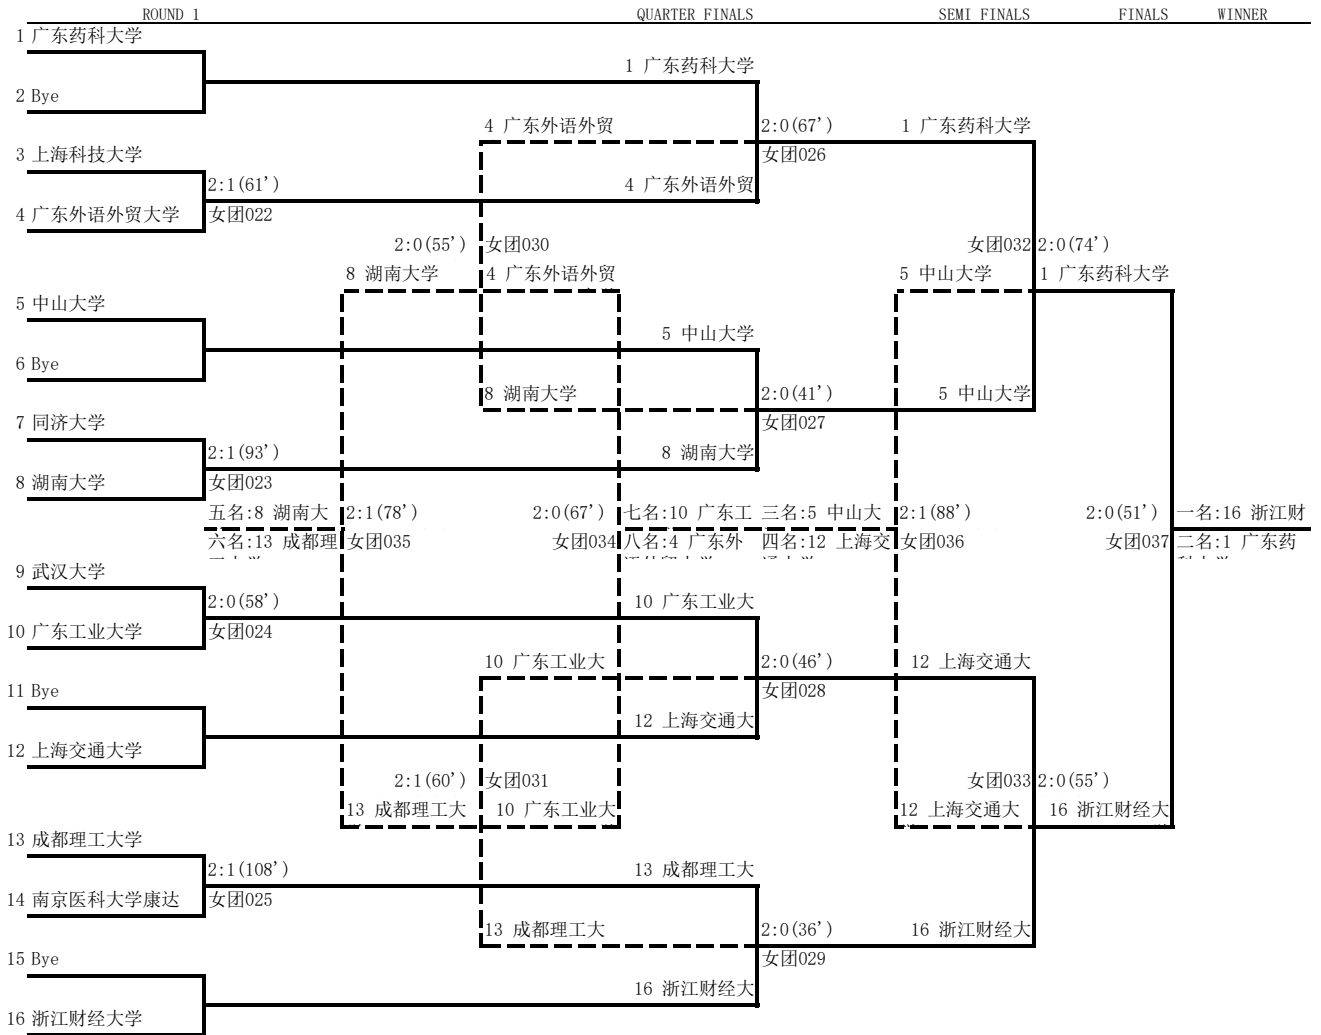 ROUND 1 QUARTER FINALS SEMI FINALS FINALS WINNER
1 广东药科大学
1 广东药科大学
2 Bye
4 广东外语外贸 2:0(67') 1 广东药科大学
3 上海科技大学 女团026
2:1(61') 4 广东外语外贸
4 广东外语外贸大学 女团022
2:0(55') 女团030 女团032 2:0(74')
8 湖南大学 4 广东外语外贸 5 中山大学 1 广东药科大学
5 中山大学
5 中山大学
6 Bye
8 湖南大学 2:0(41') 5 中山大学
7 同济大学 女团027
2:1(93') 8 湖南大学
8 湖南大学 女团023
五名:8 湖南大 2:1(78') 2:0(67') 七名:10 广东工 三名:5 中山大 2:1(88') 2:0(51') 一名:16 浙江财
六名:13 成都理 女团035 女团034 八名:4 广东外 四名:12 上海交 女团036 女团037 二名:1 广东药
9 武汉大学
2:0(58') 10 广东工业大
10 广东工业大学 女团024
10 广东工业大 2:0(46') 12 上海交通大
11 Bye 女团028
12 上海交通大
12 上海交通大学
2:1(60') 女团031 女团033 2:0(55')
13 成都理工大 10 广东工业大 12 上海交通大 16 浙江财经大
13 成都理工大学
2:1(108') 13 成都理工大
14 南京医科大学康达 女团025
13 成都理工大 2:0(36') 16 浙江财经大
15 Bye 女团029
16 浙江财经大
16 浙江财经大学